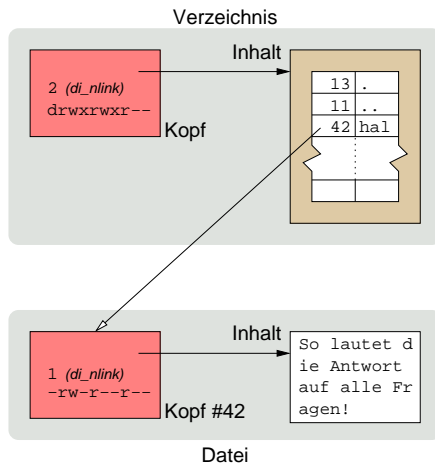 Verzeichnis
Inhalt
2 (di_nlink)
drwxrwxr--
Kopf
13 .
11 ..
42 hal
Inhalt
1 (di_nlink)
-rw-r--r--
Kopf #42
So lautet d
ie Antwort
auf alle Fr
agen!
Datei